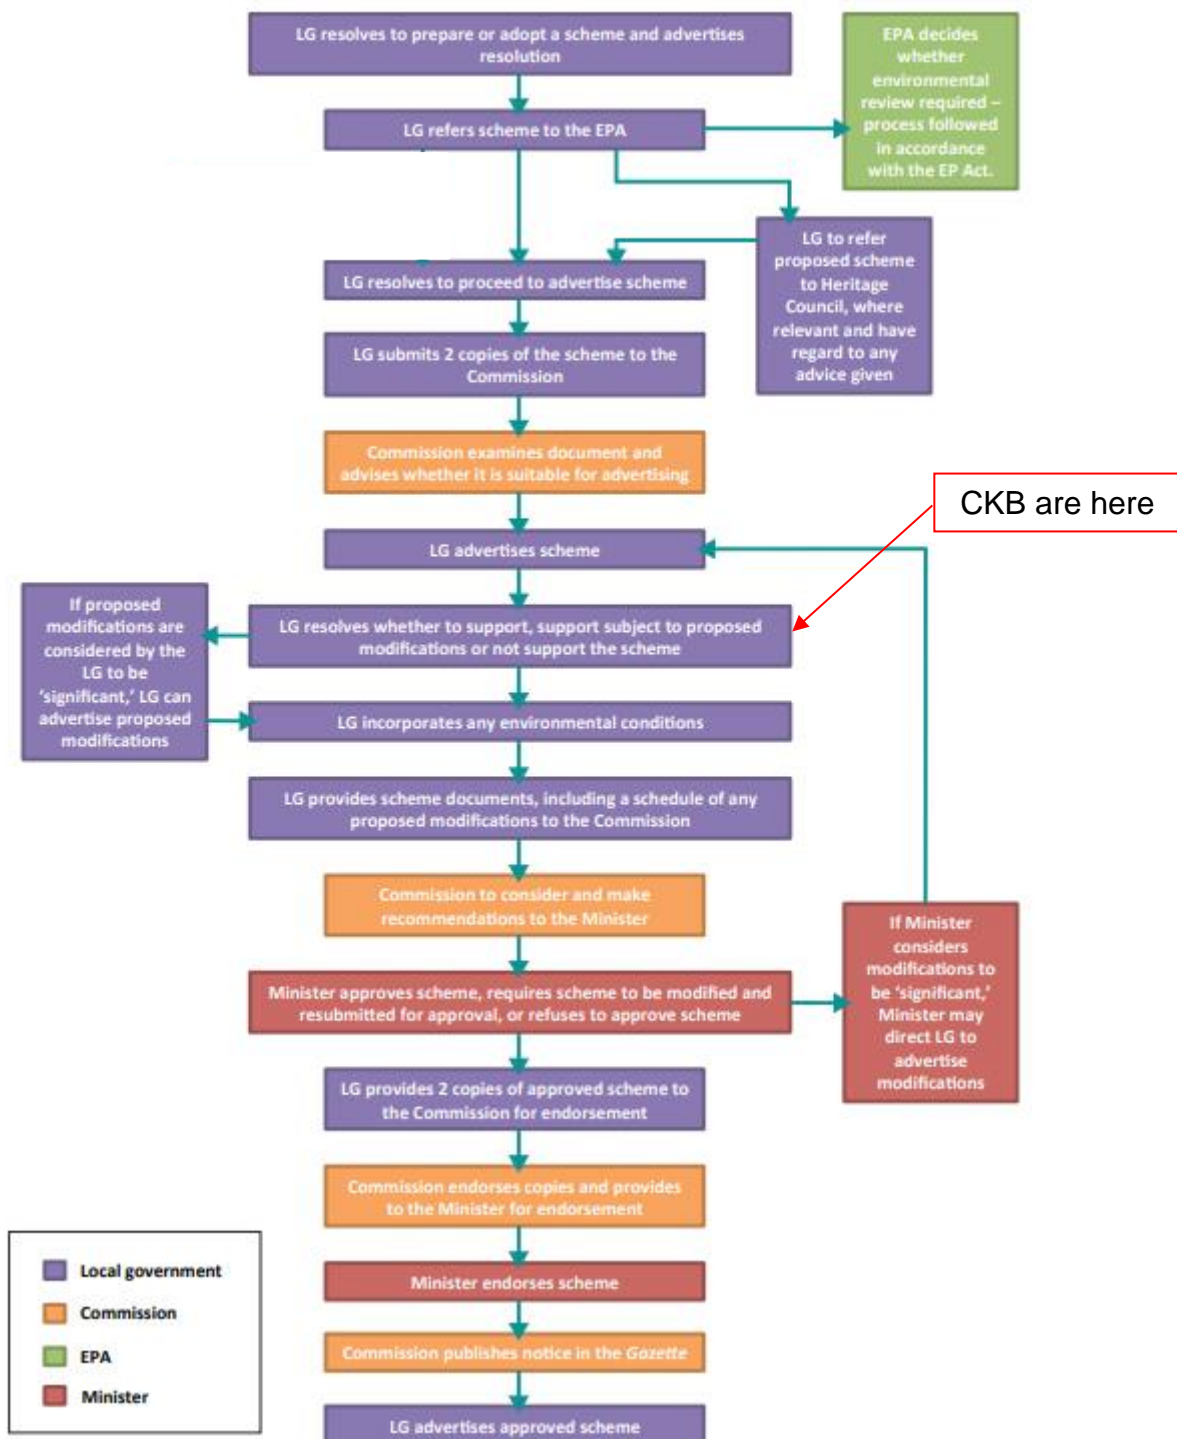 LG resolves to prepare or adopt a scheme and advertises
resolution
EPA decides
whether
environmental
review required –
process followed
in accordance
with the EP Act.
LG refers scheme to the EPA
LG to refer
proposed scheme
to Heritage
Council, where
relevant and have
regard to any
advice given
LG resolves to proceed to advertise scheme
LG submits 2 copies of the scheme to the
Commission
Commission examines document and
advises whether it is suitable for advertising
CKB are here
LG advertises scheme
If proposed
modifications are
considered by the
LG to be
‘significant,’ LG can
advertise proposed
modifications
LG resolves whether to support, support subject to proposed
modifications or not support the scheme
LG incorporates any environmental conditions
LG provides scheme documents, including a schedule of any
proposed modifications to the Commission
Commission to consider and make
recommendations to the Minister
Minister approves scheme, requires scheme to be modified and
resubmitted for approval, or refuses to approve scheme
If Minister
considers
modifications to
be ‘significant,’
Minister may
direct LG to
advertise
modifications
LG provides 2 copies of approved scheme to
the Commission for endorsement
Commission endorses copies and provides
to the Minister for endorsement
Minister endorses scheme
Commission publishes notice in the Gazette
LG advertises approved scheme
Local government
Commission
EPA
Minister